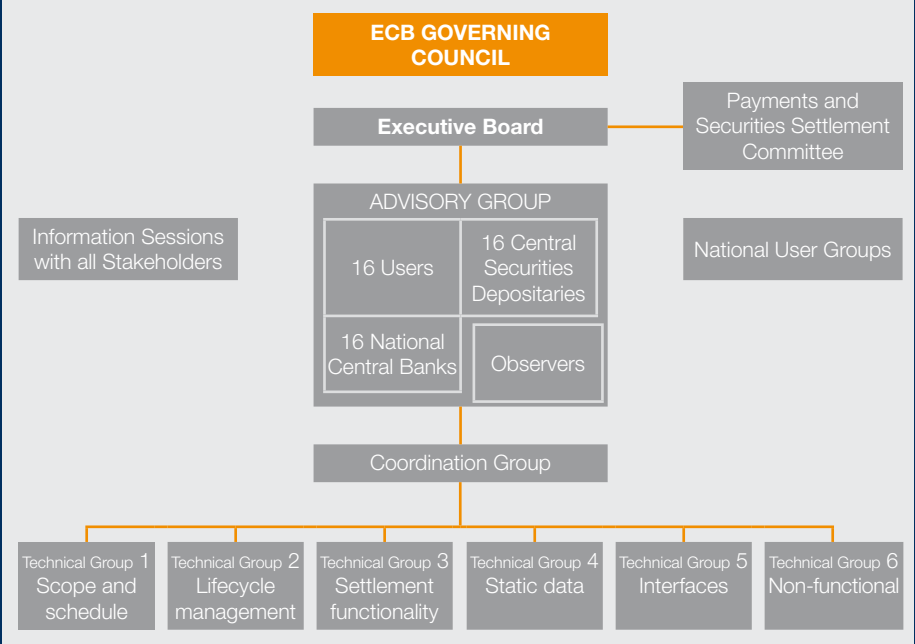 ECB GOVERNING
COUNCIL
Executive Board
Payments and
Securities Settlement
Committee
ADVISORY GROUP
16 Users
16 Central
Securities
Depositaries
16 National
Central Banks
Observers
Information Sessions
with all Stakeholders
National User Groups
Coordination Group
Technical Group 1
Scope and
schedule
Technical Group 2
Lifecycle
management
Technical Group 3
Settlement
functionality
Technical Group 4
Static data
Technical Group 5
Interfaces
Technical Group 6
Non-functional